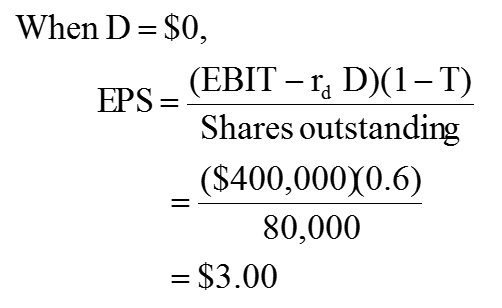 When D = $0,
EPS = (EBIT – r_d D)(1 – T) / Shares outstanding
= ($400,000)(0.6) / 80,000
= $3.00